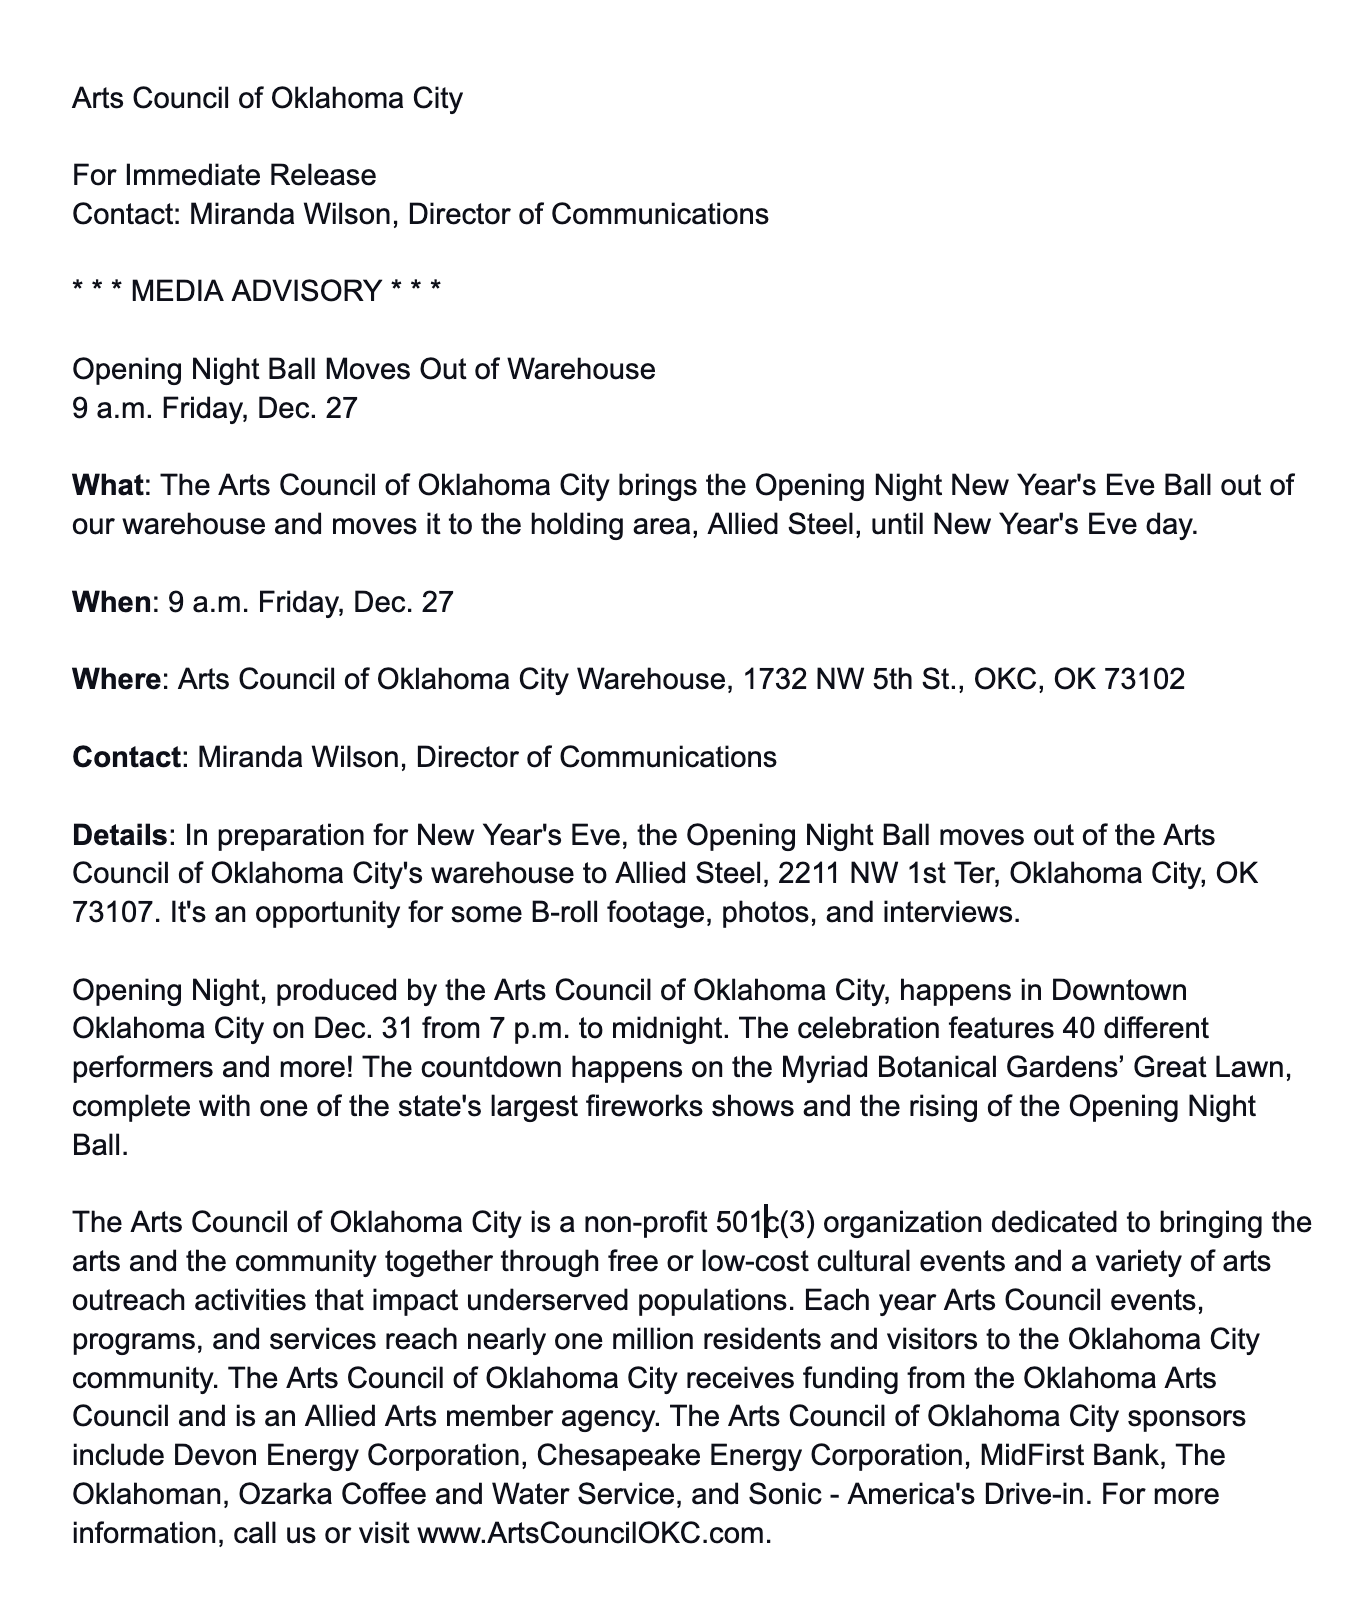 Arts Council of Oklahoma City
For Immediate Release
Contact: Miranda Wilson, Director of Communications
* * * MEDIA ADVISORY * * *
Opening Night Ball Moves Out of Warehouse
9 a.m. Friday, Dec. 27
What: The Arts Council of Oklahoma City brings the Opening Night New Year's Eve Ball out of
our warehouse and moves it to the holding area, Allied Steel, until New Year's Eve day.
When: 9 a.m. Friday, Dec. 27
Where: Arts Council of Oklahoma City Warehouse, 1732 NW 5th St., OKC, OK 73102
Contact: Miranda Wilson, Director of Communications
Details: In preparation for New Year's Eve, the Opening Night Ball moves out of the Arts
Council of Oklahoma City's warehouse to Allied Steel, 2211 NW 1st Ter, Oklahoma City, OK
73107. It's an opportunity for some B-roll footage, photos, and interviews.
Opening Night, produced by the Arts Council of Oklahoma City, happens in Downtown
Oklahoma City on Dec. 31 from 7 p.m. to midnight. The celebration features 40 different
performers and more! The countdown happens on the Myriad Botanical Gardens’ Great Lawn,
complete with one of the state's largest fireworks shows and the rising of the Opening Night
Ball.
The Arts Council of Oklahoma City is a non-profit 501c(3) organization dedicated to bringing the
arts and the community together through free or low-cost cultural events and a variety of arts
outreach activities that impact underserved populations. Each year Arts Council events,
programs, and services reach nearly one million residents and visitors to the Oklahoma City
community. The Arts Council of Oklahoma City receives funding from the Oklahoma Arts
Council and is an Allied Arts member agency. The Arts Council of Oklahoma City sponsors
include Devon Energy Corporation, Chesapeake Energy Corporation, MidFirst Bank, The
Oklahoman, Ozarka Coffee and Water Service, and Sonic - America's Drive-in. For more
information, call us or visit www.ArtsCouncilOKC.com.